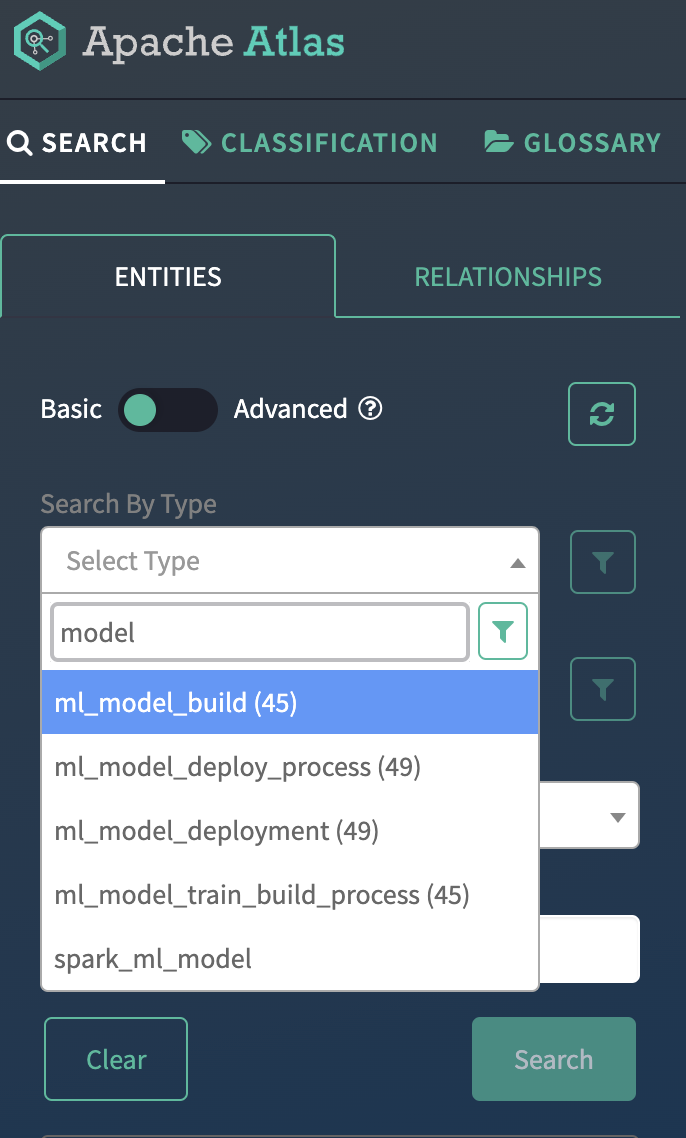 Apache Atlas
SEARCH CLASSIFICATION GLOSSARY
ENTITIES RELATIONSHIPS
Basic Advanced ?
Search By Type
Select Type
model
ml_model_build (45)
ml_model_deploy_process (49)
ml_model_deployment (49)
ml_model_train_build_process (45)
spark_ml_model
Clear Search